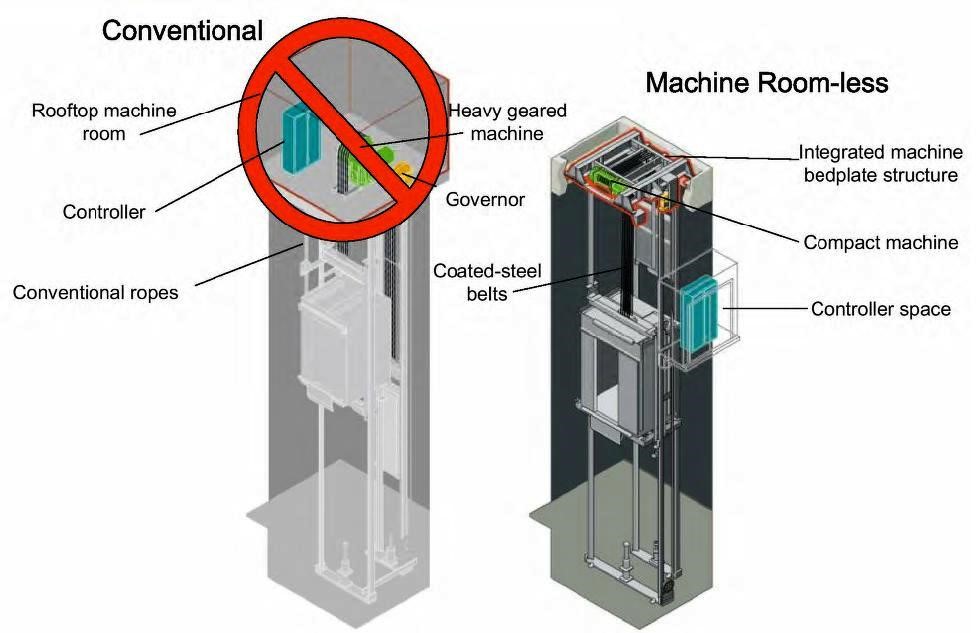 Conventional
Rooftop machine
room
Heavy geared
machine
Controller
Governor
Conventional ropes
Machine Room-less
Integrated machine
bedplate structure
Compact machine
Coated-steel
belts
Controller space